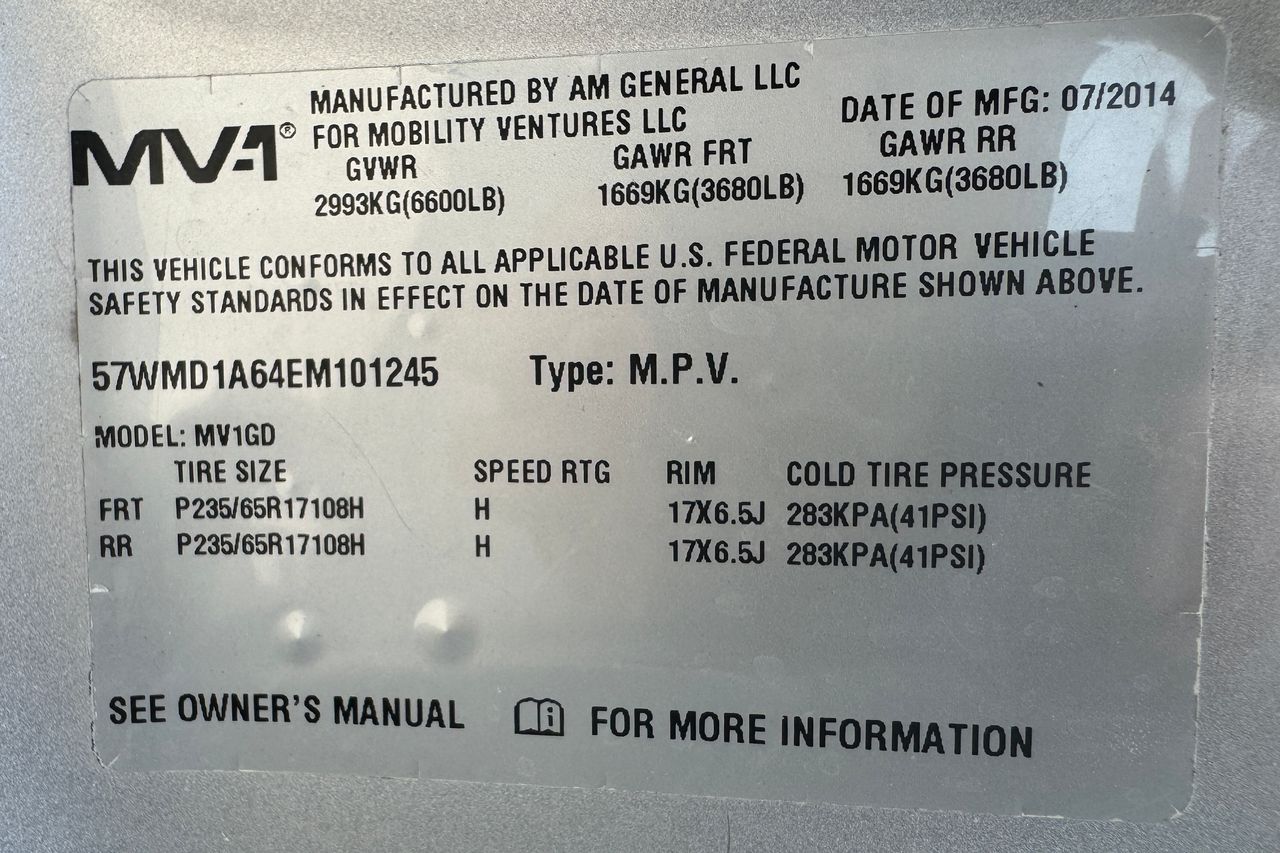 MV-1®
MANUFACTURED BY AM GENERAL LLC
FOR MOBILITY VENTURES LLC
DATE OF MFG: 07/2014
GVWR GAWR FRT GAWR RR
2993KG(6600LB) 1669KG(3680LB) 1669KG(3680LB)
THIS VEHICLE CONFORMS TO ALL APPLICABLE U.S. FEDERAL MOTOR VEHICLE
SAFETY STANDARDS IN EFFECT ON THE DATE OF MANUFACTURE SHOWN ABOVE.
57WMD1A64EM101245 Type: M.P.V.
MODEL: MV1GD
TIRE SIZE SPEED RTG RIM COLD TIRE PRESSURE
FRT P235/65R17108H H 17X6.5J 283KPA(41PSI)
RR P235/65R17108H H 17X6.5J 283KPA(41PSI)
SEE OWNER'S MANUAL i FOR MORE INFORMATION